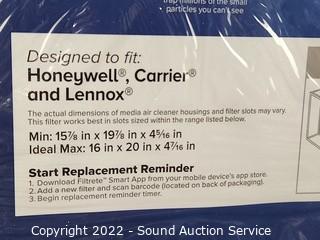 trap millions of the small
• particles you can't see
Designed to fit:
Honeywell®, Carrier®
and Lennox®
The actual dimensions of media air cleaner housings and filter slots may vary.
This filter works best in slots sized within the range listed below.
Min: 15⅞ in x 19⅞ in x 4⁵⁄₁₆ in
Ideal Max: 16 in x 20 in x 4⁷⁄₁₆ in
Start Replacement Reminder
1. Download Filtrete™ Smart App from your mobile device's app store.
2. Add a new filter and scan barcode (located on back of packaging).
3. Begin replacement reminder timer.
Copyright 2022 - Sound Auction Service